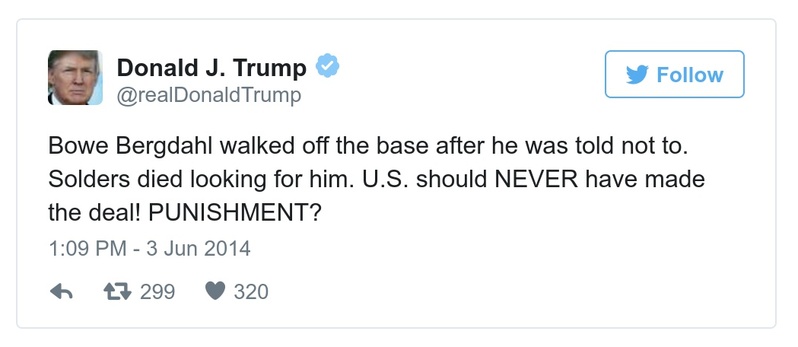 Donald J. Trump
@realDonaldTrump
Follow
Bowe Bergdahl walked off the base after he was told not to.
Solders died looking for him. U.S. should NEVER have made
the deal! PUNISHMENT?
1:09 PM - 3 Jun 2014
299 320